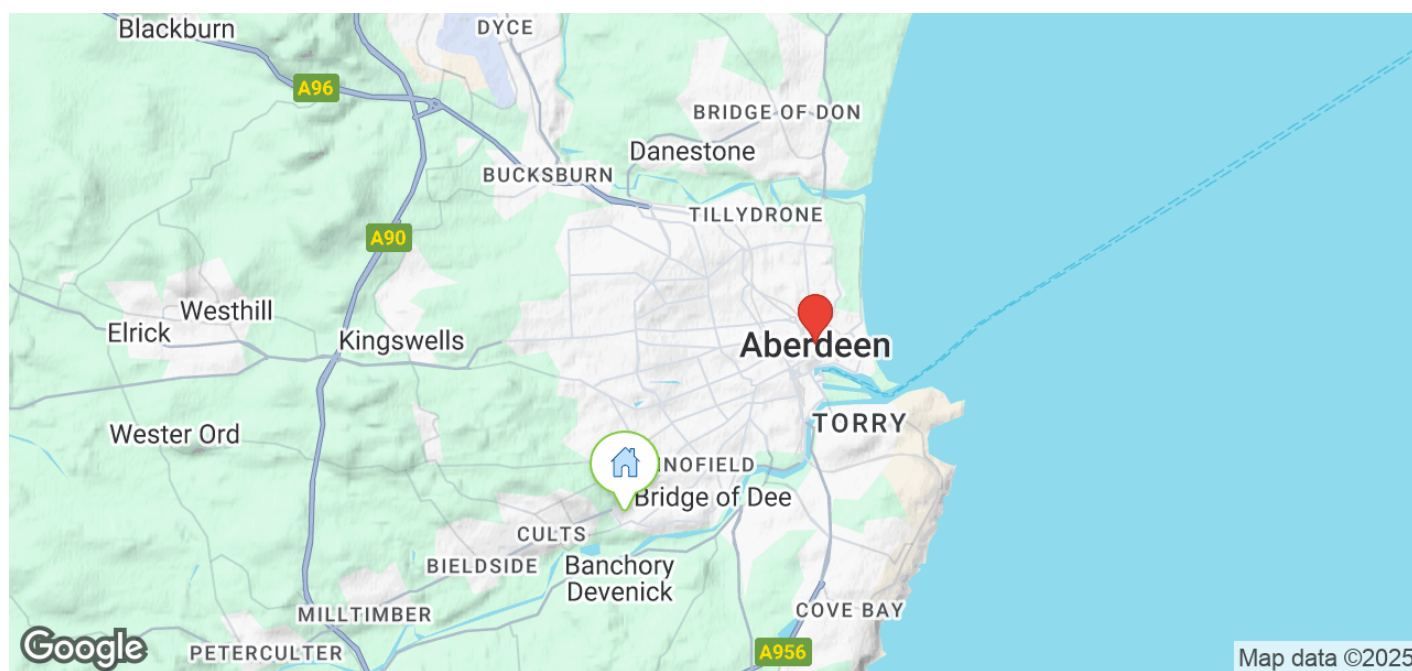 Blackburn
DYCE
A96
BRIDGE OF DON
Danestone
BUCKSBURN
TILLYDRONE
A90
Westhill
Elrick
Kingswells
Aberdeen
TORRY
Wester Ord
INOFIELD
Bridge of Dee
CULTS
BIELDSIDE
Banchory
Devenick
MILLTIMBER
COVE BAY
PETERCULTER
A956
Google
Map data ©2025